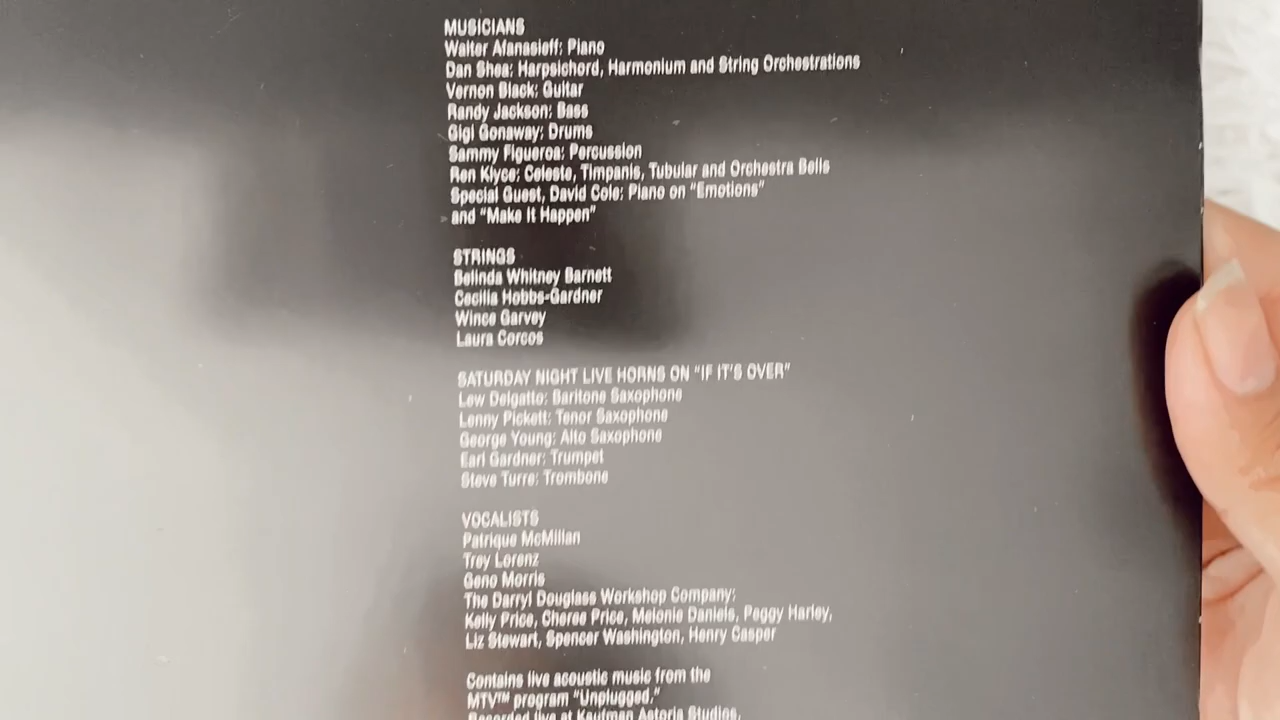 MUSICIANS
Walter Afanasieff: Piano
Dan Shea: Harpsichord, Harmonium and String Orchestrations
Vernon Black: Guitar
Randy Jackson: Bass
Gigi Gonaway: Drums
Sammy Figueroa: Percussion
Ren Klyce: Celeste, Timpanis, Tubular and Orchestra Bells
Special Guest, David Cole: Piano on "Emotions"
and "Make It Happen"
STRINGS
Belinda Whitney Barnett
Cecilia Hobbs-Gardner
Wince Garvey
Laura Corcos
SATURDAY NIGHT LIVE HORNS ON "IF IT'S OVER"
Lew Delgatto: Baritone Saxophone
Lenny Pickett: Tenor Saxophone
George Young: Alto Saxophone
Earl Gardner: Trumpet
Steve Turre: Trombone
VOCALISTS
Patrique McMillan
Trey Lorenz
Geno Morris
The Darryl Douglass Workshop Company:
Kelly Price, Cheree Price, Melonie Daniels, Peggy Harley,
Liz Stewart, Spencer Washington, Henry Casper
Contains live acoustic music from the
MTV™ program "Unplugged."
Recorded live at Kaufman Astoria Studios,